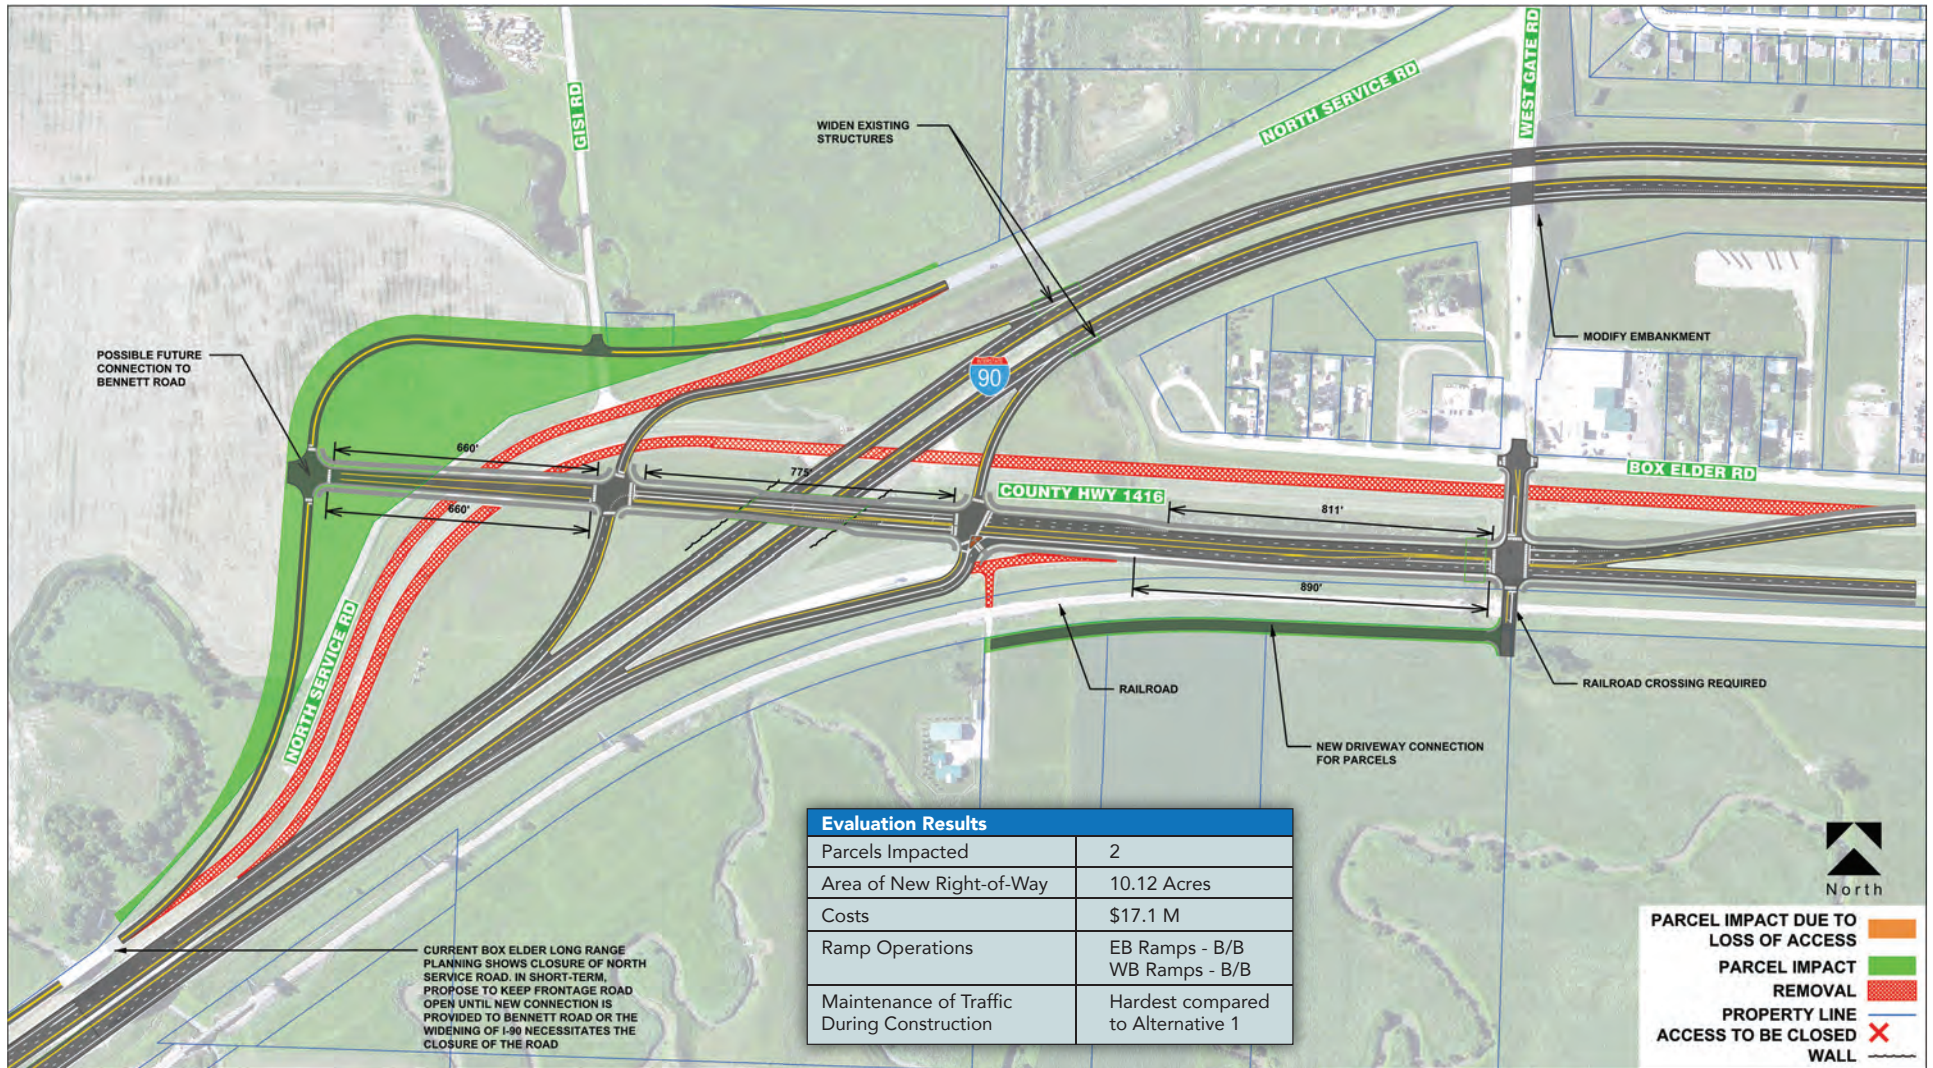 GISI RD
WIDEN EXISTING
STRUCTURES
NORTH SERVICE RD
WEST GATE RD
POSSIBLE FUTURE
CONNECTION TO
BENNETT ROAD
MODIFY EMBANKMENT
INTERSTATE
90
660'
775'
COUNTY HWY 1416
BOX ELDER RD
660'
811'
890'
NORTH SERVICE RD
RAILROAD
RAILROAD CROSSING REQUIRED
NEW DRIVEWAY CONNECTION
FOR PARCELS
CURRENT BOX ELDER LONG RANGE
PLANNING SHOWS CLOSURE OF NORTH
SERVICE ROAD. IN SHORT-TERM,
PROPOSE TO KEEP FRONTAGE ROAD
OPEN UNTIL NEW CONNECTION IS
PROVIDED TO BENNETT ROAD OR THE
WIDENING OF I-90 NECESSITATES THE
CLOSURE OF THE ROAD
Evaluation Results
Parcels Impacted 2
Area of New Right-of-Way 10.12 Acres
Costs $17.1 M
Ramp Operations EB Ramps - B/B
WB Ramps - B/B
Maintenance of Traffic Hardest compared
During Construction to Alternative 1
North
PARCEL IMPACT DUE TO
LOSS OF ACCESS
PARCEL IMPACT
REMOVAL
PROPERTY LINE
ACCESS TO BE CLOSED
WALL